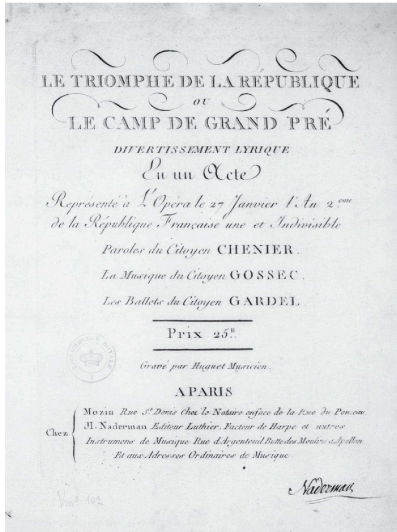 LE TRIOMPHE DE LA RÉPUBLIQUE
OU
LE CAMP DE GRAND PRÉ
DIVERTISSEMENT LYRIQUE
En un Acte
Représenté à L'Opéra le 27 Janvier l'An 2.eme
de la République Française une et Indivisible
Paroles du Citoyen CHENIER.
La Musique du Citoyen GOSSEC.
Les Ballets du Citoyen GARDEL.
Prix 25.
Gravé par Huguet Musicien.
A PARIS
Chez
Mozin Rue St. Denis Chez le Notaire enface de la Rue du Ponceau.
M. Naderman Editeur Luthier, Facteur de Harpe et autres
Instrumens de Musique Rue d'Argenteuil Butte des Moulins a Apollon
Et aux Adresses Ordinaires de Musique.
Naderman